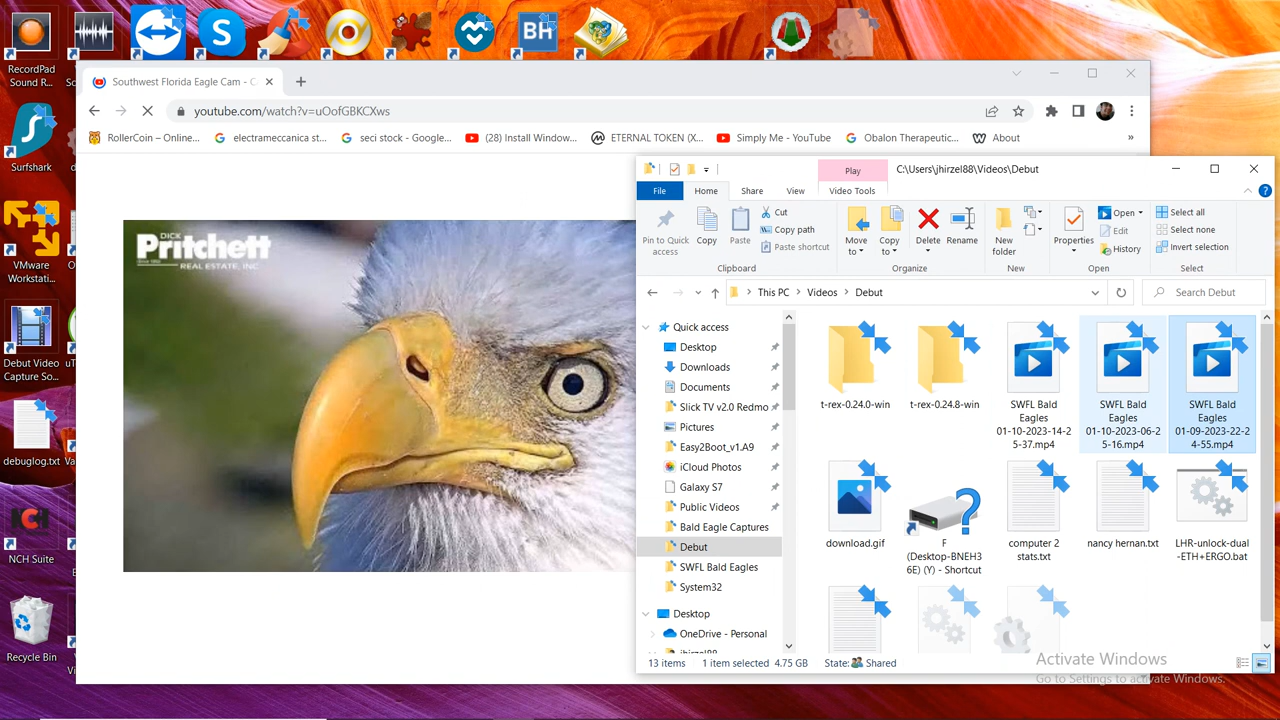 RecordPad
Sound R...
So
S
BH
Surfshark
d
VMware
Workstati...
O
Debut Video
Capture So...
uT
debuglog.txt
Va
NCH
NCH Suite
Recycle Bin
Vi
Southwest Florida Eagle Cam - C
youtube.com/watch?v=uOofGBKCXws
RollerCoin – Online...
electrameccanica st...
seci stock - Google...
(28) Install Window...
ETERNAL TOKEN (X...
Simply Me - YouTube
Obalon Therapeutic...
About
»
DICK
Pritchett
REAL ESTATE, INC.
Play
C:\Users\jhirzel88\Videos\Debut
File
Home
Share
View
Video Tools
Pin to Quick
access
Copy
Paste
Cut
Copy path
Paste shortcut
Move
to
Copy
to
Delete
Rename
New
folder
Properties
Open
Edit
History
Select all
Select none
Invert selection
Clipboard
Organize
New
Open
Select
This PC > Videos > Debut
Search Debut
Quick access
Desktop
Downloads
Documents
Slick TV v2.0 Redmo
Pictures
Easy2Boot_v1.A9
iCloud Photos
Galaxy S7
Public Videos
Bald Eagle Captures
Debut
SWFL Bald Eagles
System32
Desktop
OneDrive - Personal
jhirzel88
t-rex-0.24.0-win
t-rex-0.24.8-win
SWFL Bald
Eagles
01-10-2023-14-2
5-37.mp4
SWFL Bald
Eagles
01-10-2023-06-2
5-16.mp4
SWFL Bald
Eagles
01-09-2023-22-2
4-55.mp4
download.gif
F
(Desktop-BNEH3
6E) (Y) - Shortcut
computer 2
stats.txt
nancy hernan.txt
LHR-unlock-dual
-ETH+ERGO.bat
13 items
1 item selected 4.75 GB
State: Shared
Activate Windows
Go to Settings to activate Windows.